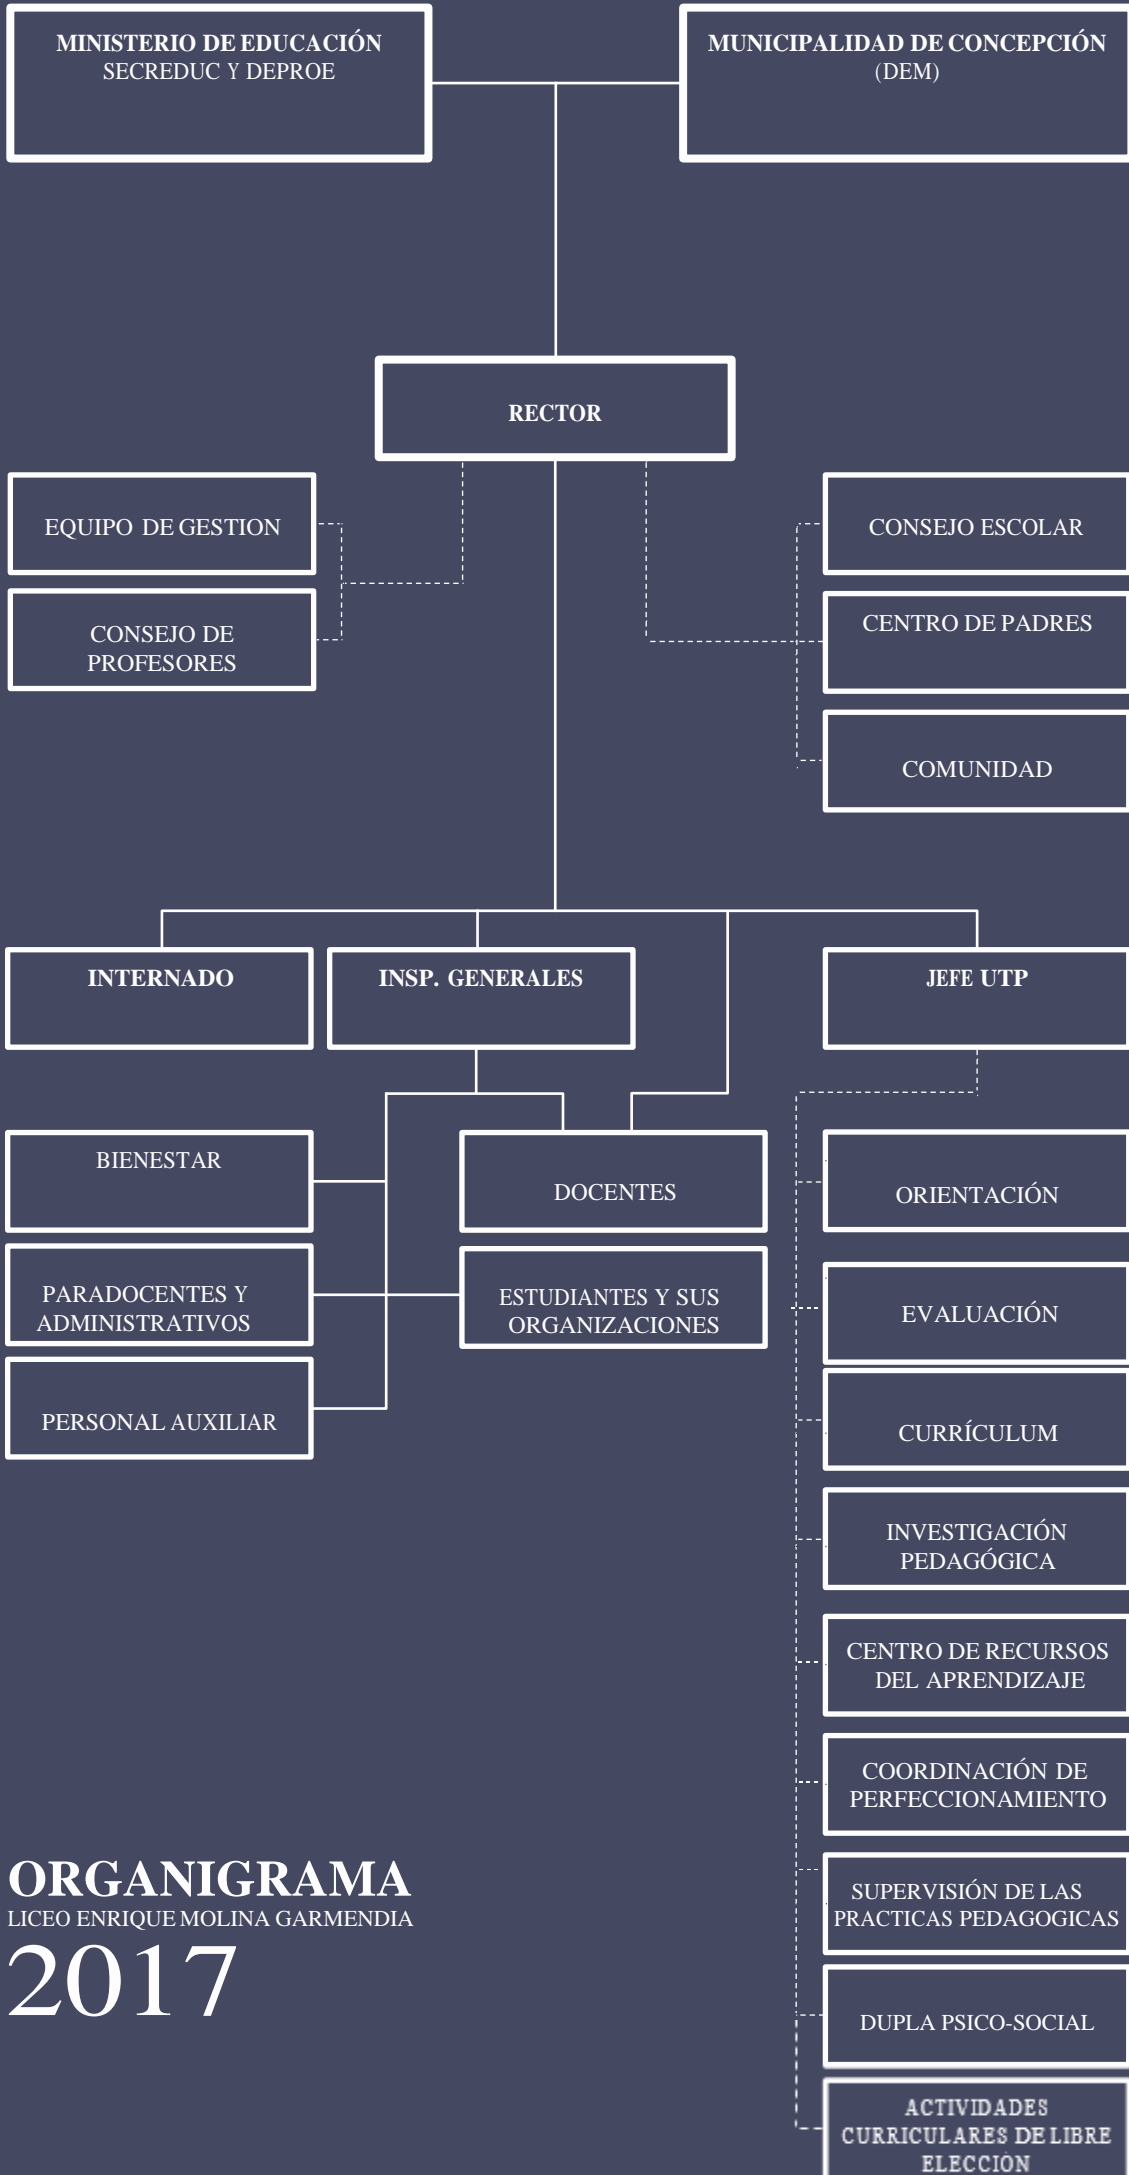 MINISTERIO DE EDUCACIÓN
SECREDUC Y DEPROE
MUNICIPALIDAD DE CONCEPCIÓN
(DEM)
RECTOR
EQUIPO DE GESTION
CONSEJO DE
PROFESORES
CONSEJO ESCOLAR
CENTRO DE PADRES
COMUNIDAD
INTERNADO
INSP. GENERALES
JEFE UTP
BIENESTAR
PARADOCENTES Y
ADMINISTRATIVOS
PERSONAL AUXILIAR
DOCENTES
ESTUDIANTES Y SUS
ORGANIZACIONES
ORIENTACIÓN
EVALUACIÓN
CURRÍCULUM
INVESTIGACIÓN
PEDAGÓGICA
CENTRO DE RECURSOS
DEL APRENDIZAJE
COORDINACIÓN DE
PERFECCIONAMIENTO
SUPERVISIÓN DE LAS
PRACTICAS PEDAGOGICAS
DUPLA PSICO-SOCIAL
ACTIVIDADES
CURRICULARES DE LIBRE
ELECCIÓN
ORGANIGRAMA
LICEO ENRIQUE MOLINA GARMENDIA
2017